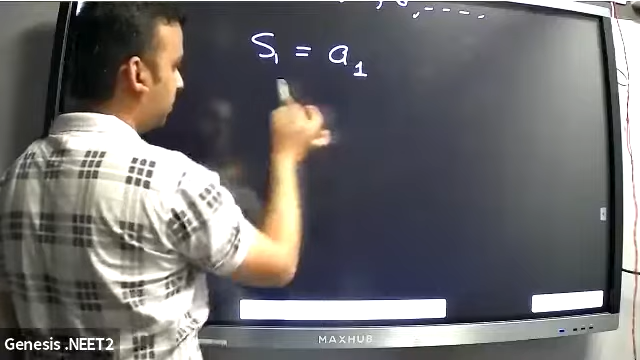 S₁ = a₁
MAXHUB
Genesis .NEET2